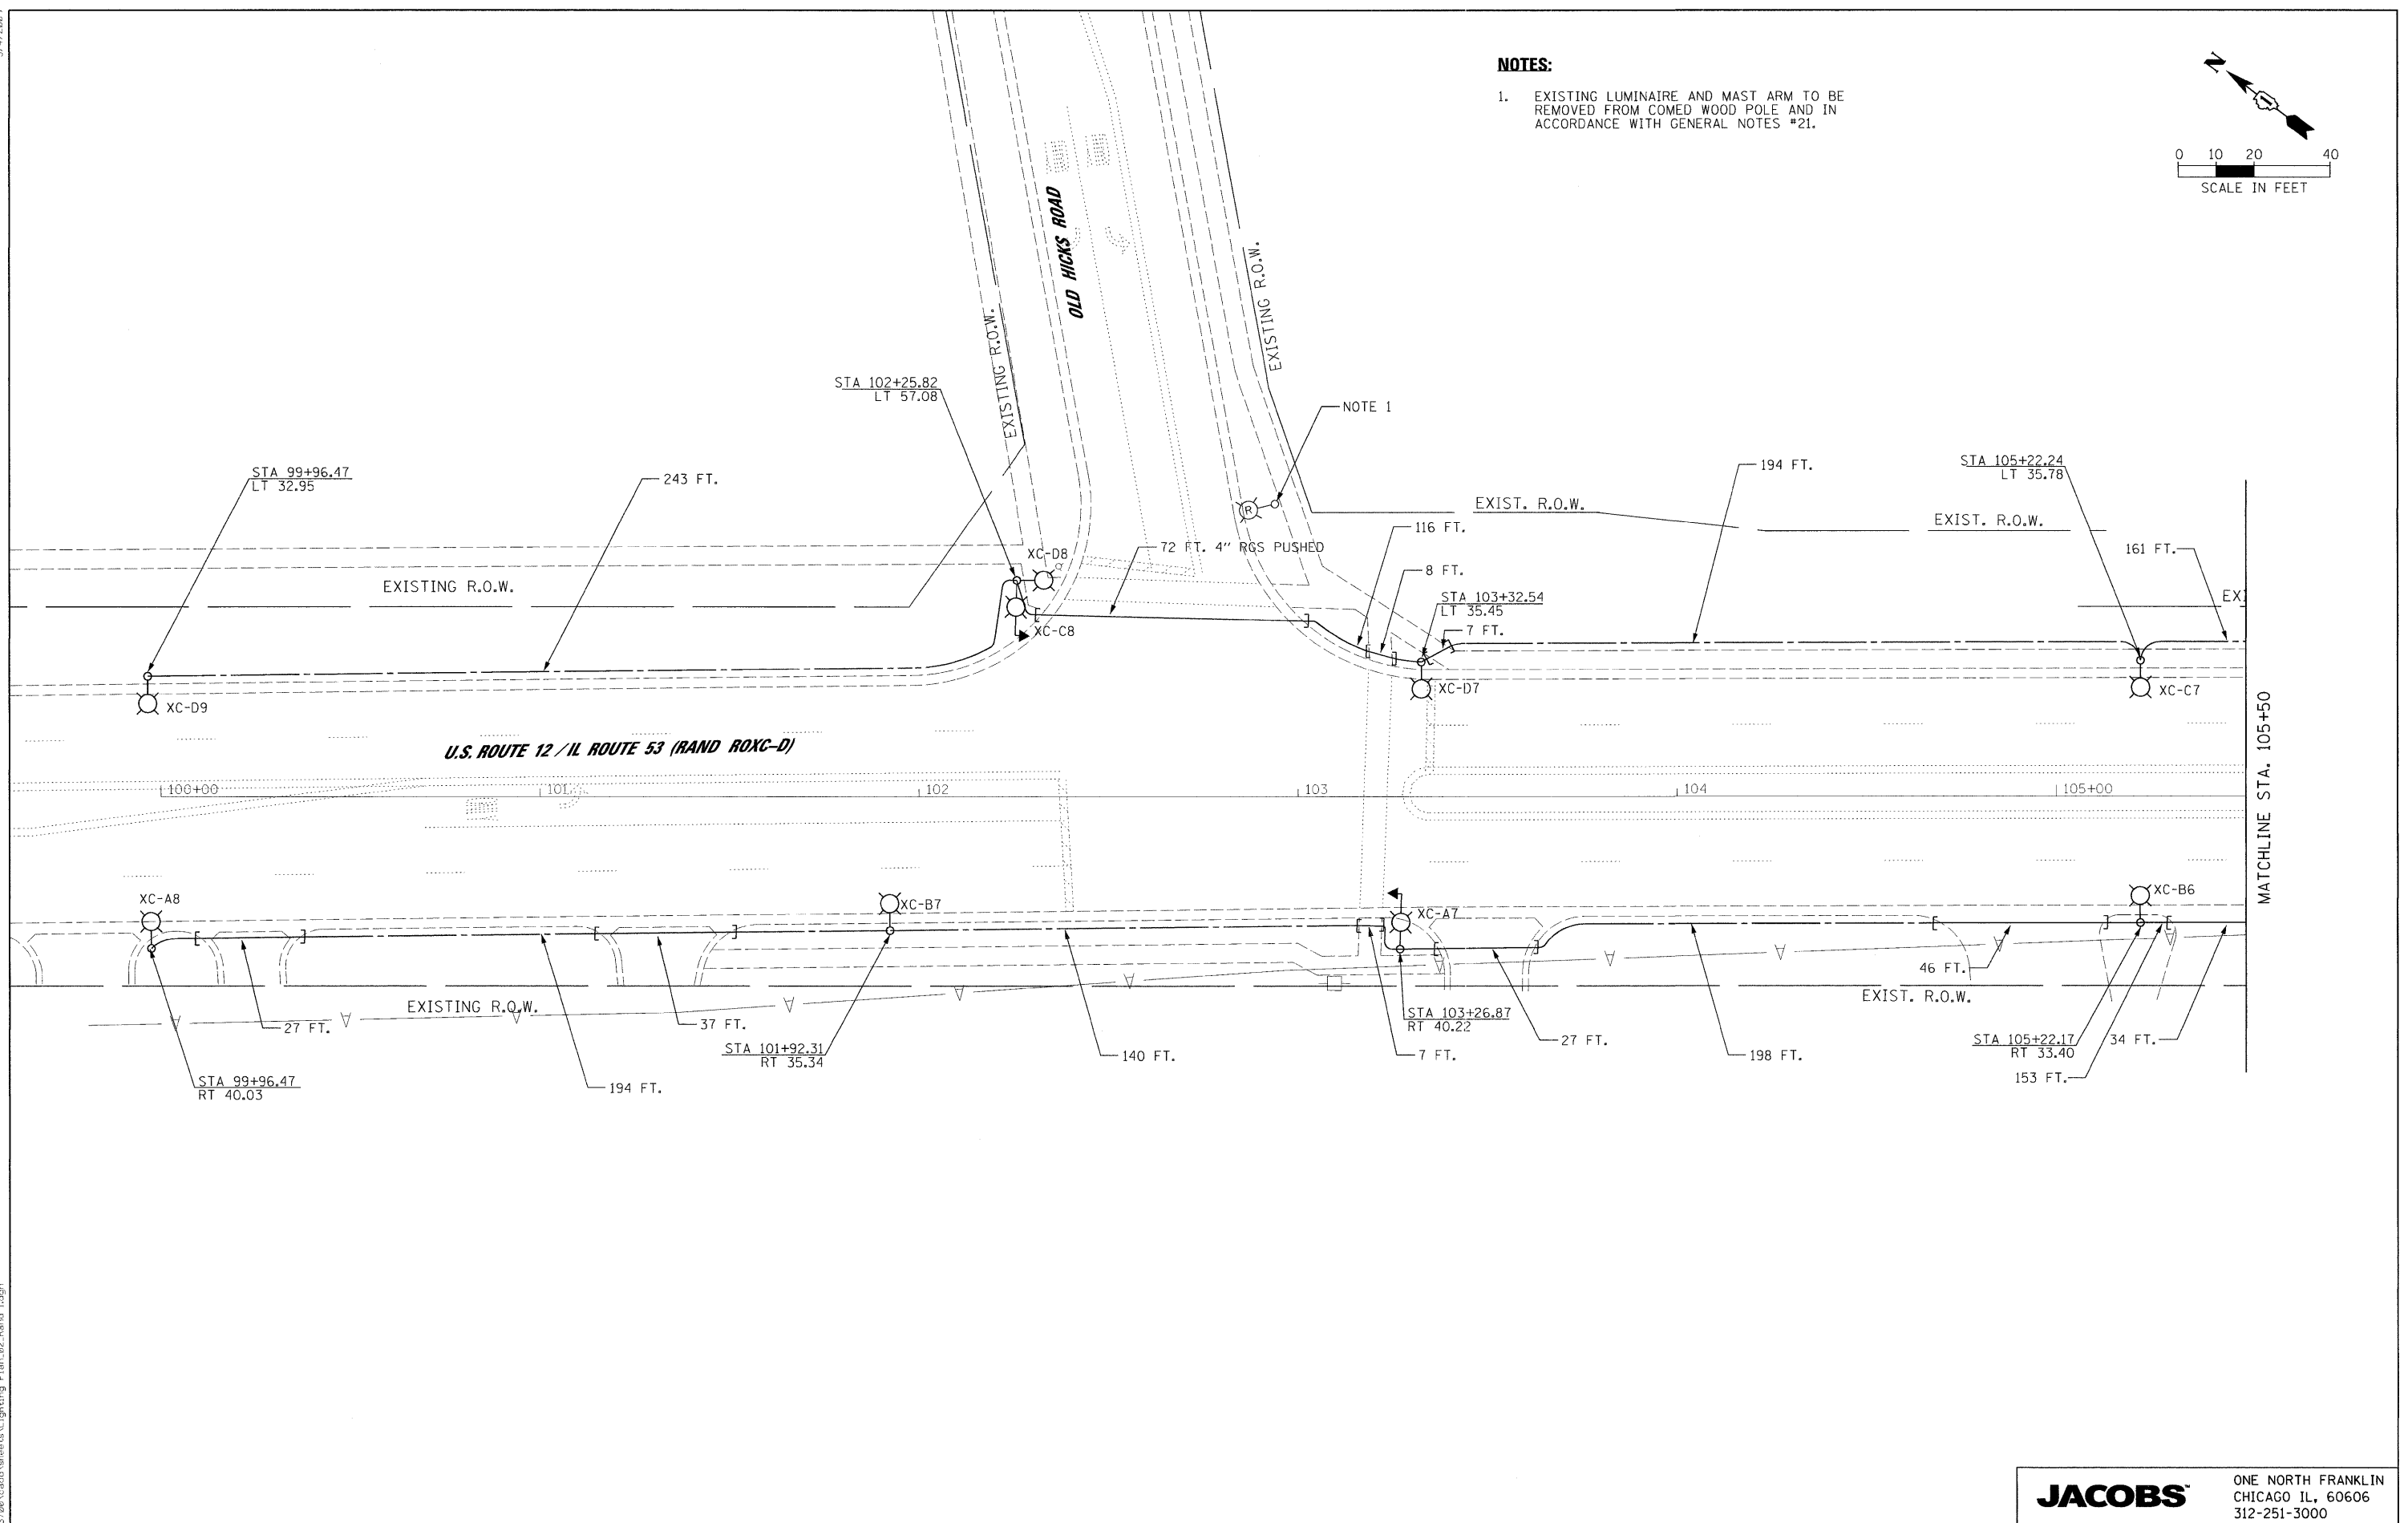 NOTES:
1. EXISTING LUMINAIRE AND MAST ARM TO BE
REMOVED FROM COMED WOOD POLE AND IN
ACCORDANCE WITH GENERAL NOTES #21.
N
0 10 20 40
SCALE IN FEET
OLD HICKS ROAD
EXISTING R.O.W.
EXISTING R.O.W.
STA 102+25.82
LT 57.08
NOTE 1
R
STA 99+96.47
LT 32.95
243 FT.
194 FT.
STA 105+22.24
LT 35.78
EXIST. R.O.W.
EXIST. R.O.W.
116 FT.
72 FT. 4" RGS PUSHED
161 FT.
XC-D8
8 FT.
EXISTING R.O.W.
STA 103+32.54
LT 35.45
7 FT.
XC-C8
XC-D9
XC-D7
XC-C7
U.S. ROUTE 12 / IL ROUTE 53 (RAND ROXC-D)
100+00
101
102
103
104
105+00
MATCHLINE STA. 105+50
XC-A8
XC-B7
XC-A7
XC-B6
46 FT.
EXISTING R.O.W.
EXIST. R.O.W.
27 FT.
37 FT.
STA 103+26.87
RT 40.22
27 FT.
STA 101+92.31
RT 35.34
140 FT.
7 FT.
198 FT.
STA 105+22.17
RT 33.40
34 FT.
153 FT.
STA 99+96.47
RT 40.03
194 FT.
JACOBS™
ONE NORTH FRANKLIN
CHICAGO IL, 60606
312-251-3000